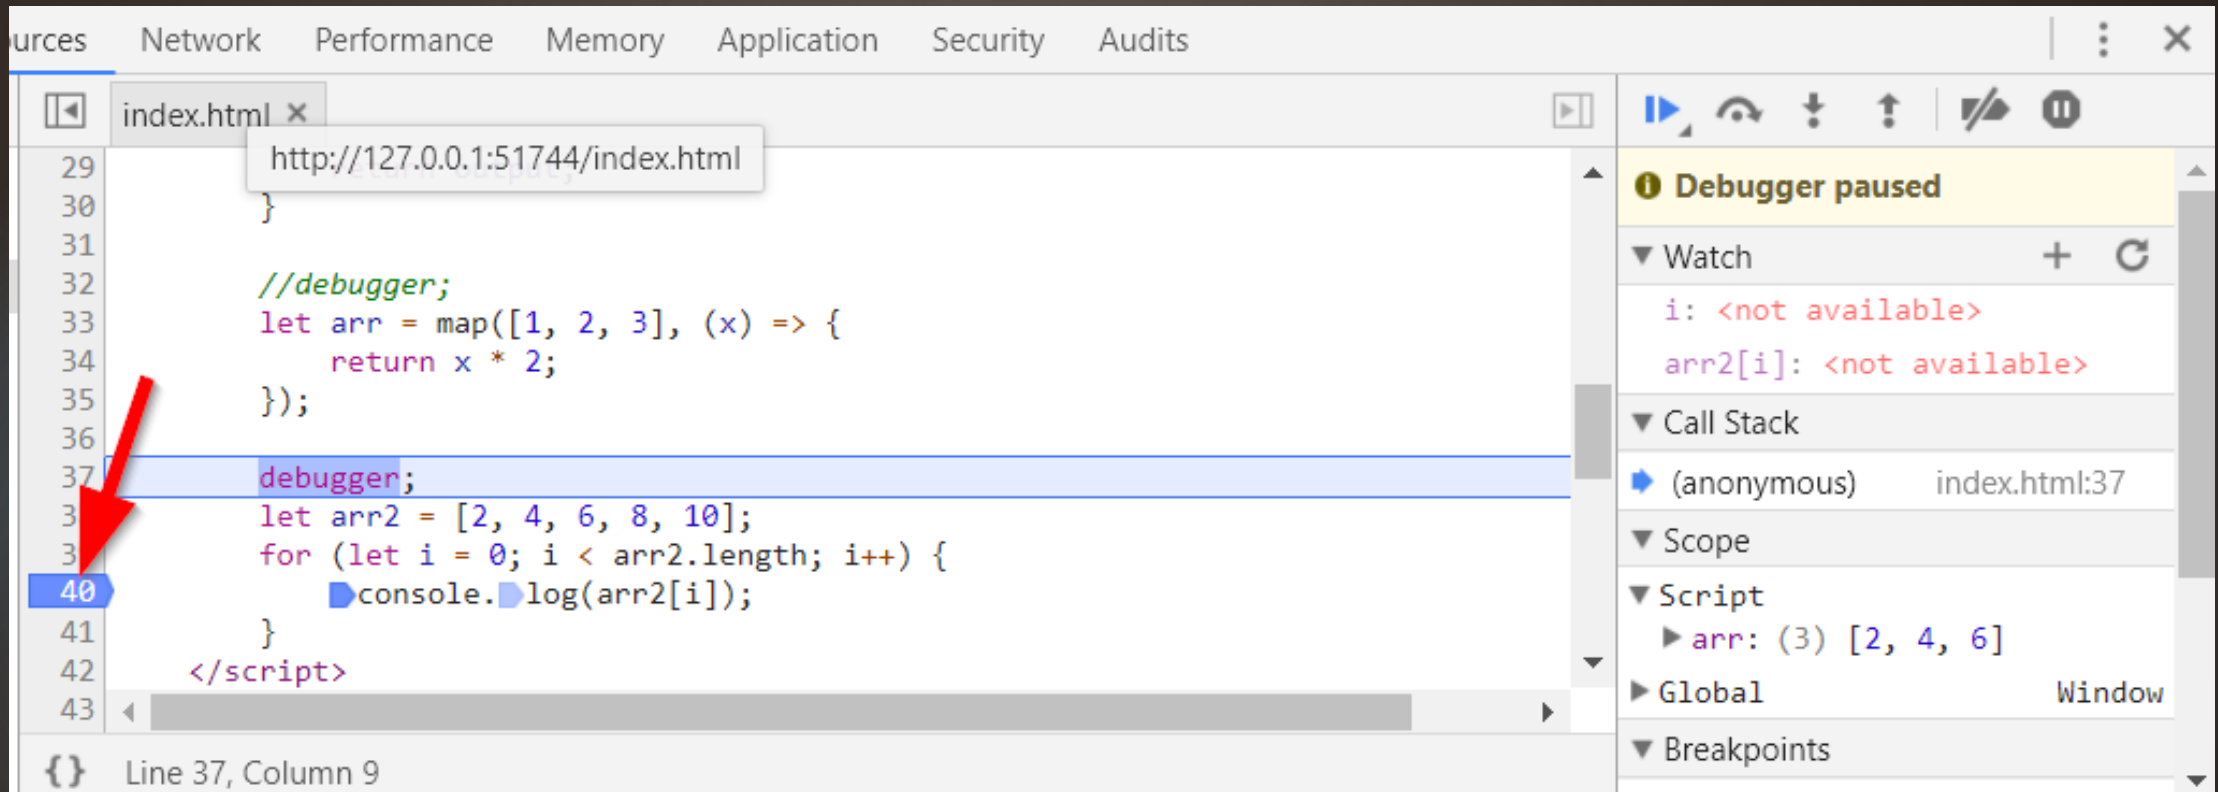 urces Network Performance Memory Application Security Audits
index.html ×
http://127.0.0.1:51744/index.html
29 return output;
30 }
31
32 //debugger;
33 let arr = map([1, 2, 3], (x) => {
34 return x * 2;
35 });
36
37 debugger;
3 let arr2 = [2, 4, 6, 8, 10];
3 for (let i = 0; i < arr2.length; i++) {
40 console.log(arr2[i]);
41 }
42 </script>
43
{} Line 37, Column 9
Debugger paused
Watch
i: <not available>
arr2[i]: <not available>
Call Stack
(anonymous) index.html:37
Scope
Script
arr: (3) [2, 4, 6]
Global Window
Breakpoints